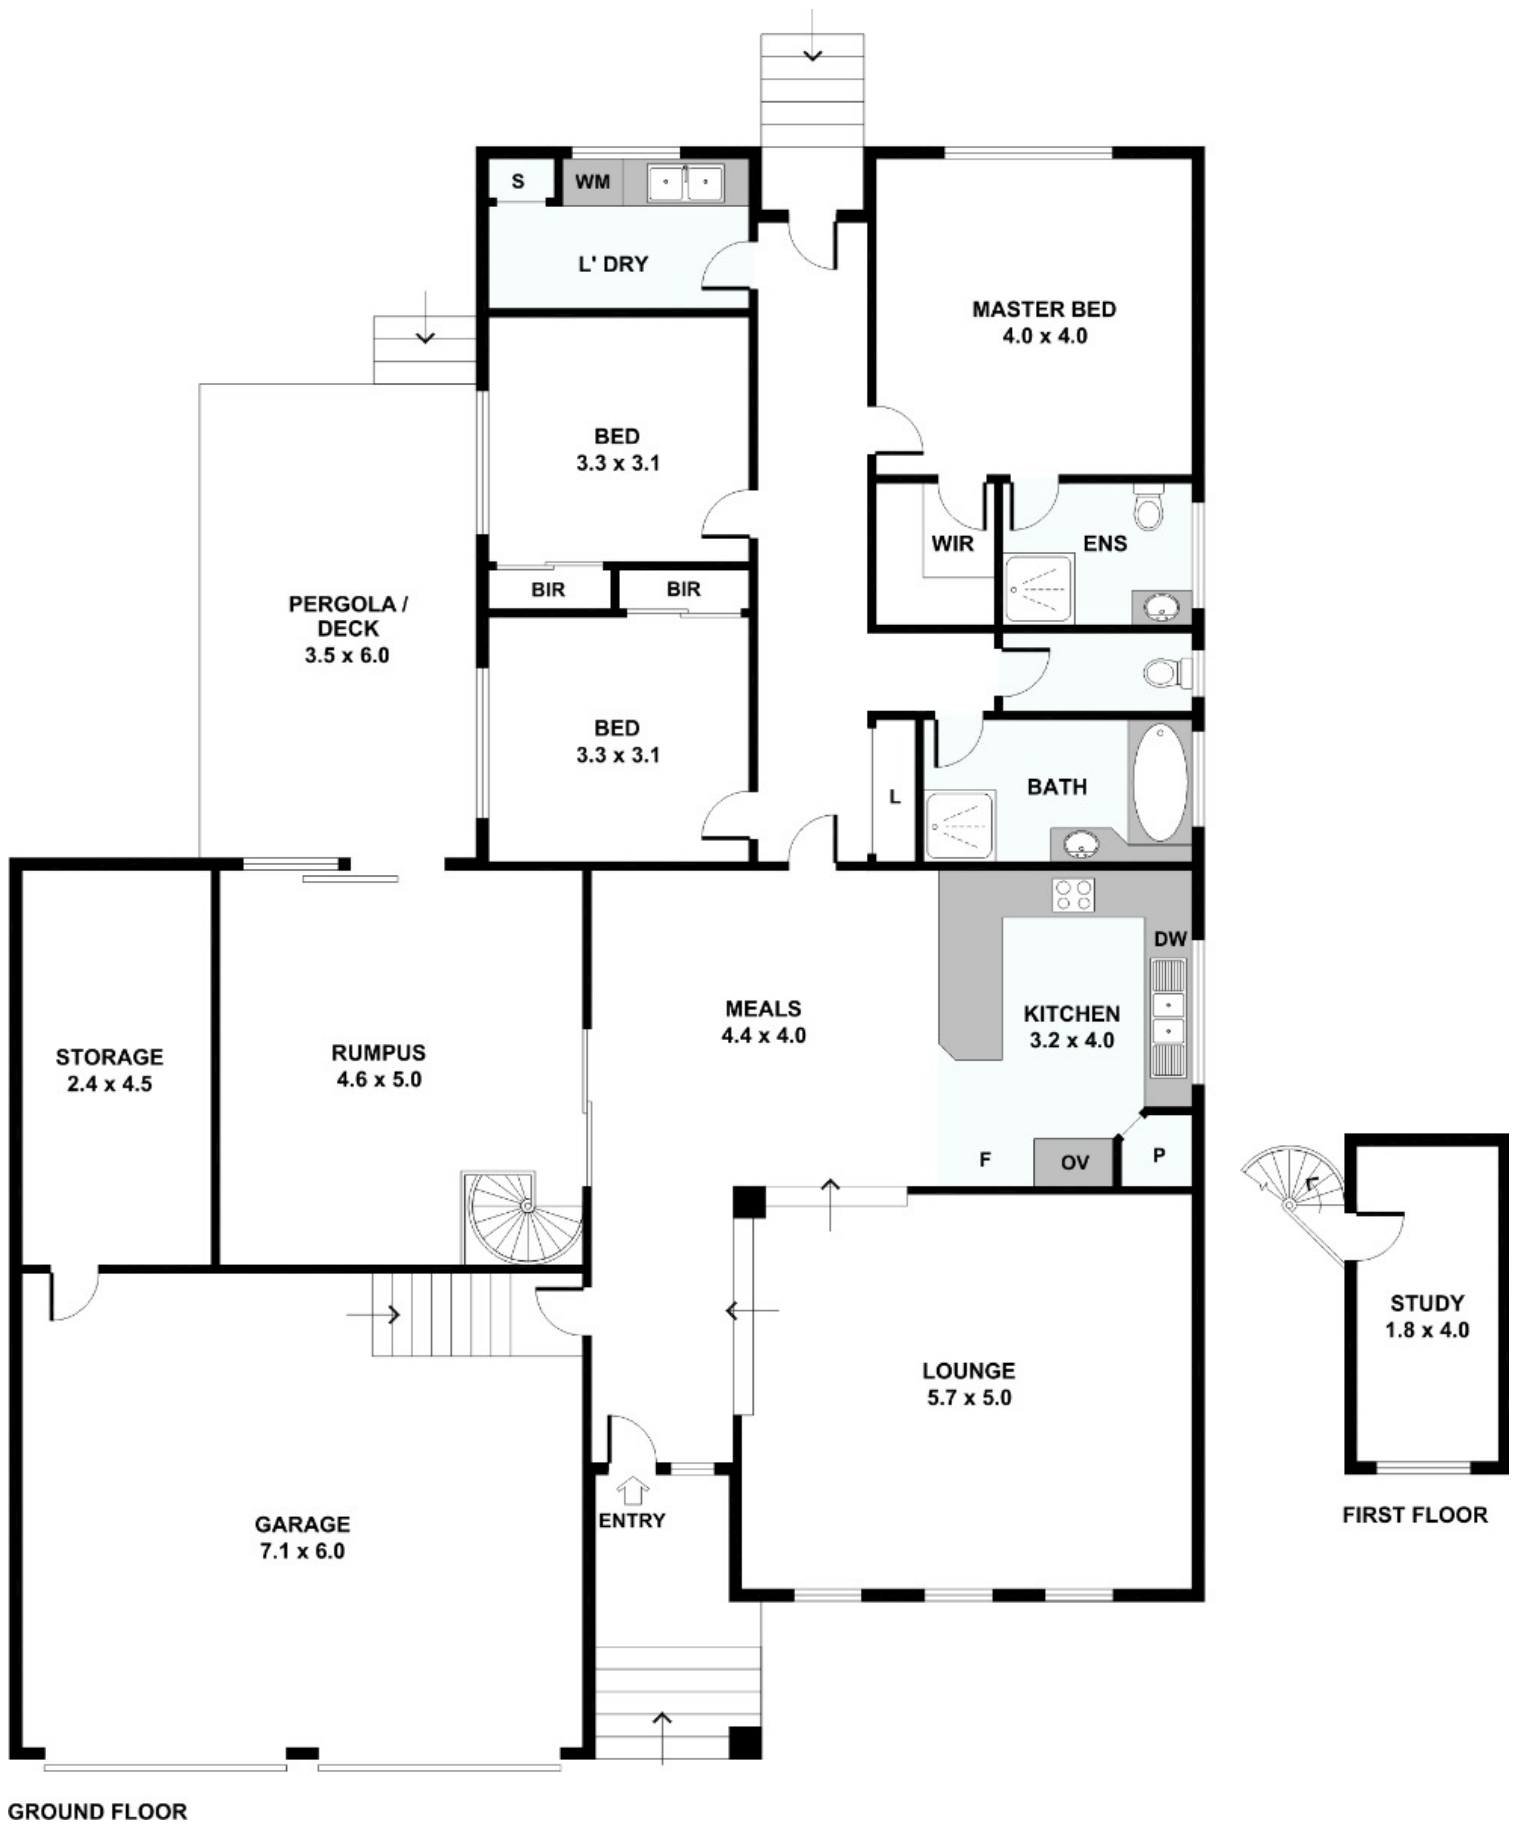 S
WM
L' DRY
MASTER BED
4.0 x 4.0
BED
3.3 x 3.1
WIR
ENS
BIR
BIR
PERGOLA /
DECK
3.5 x 6.0
BED
3.3 x 3.1
L
BATH
DW
MEALS
4.4 x 4.0
KITCHEN
3.2 x 4.0
STORAGE
2.4 x 4.5
RUMPUS
4.6 x 5.0
F
OV
P
STUDY
1.8 x 4.0
LOUNGE
5.7 x 5.0
GARAGE
7.1 x 6.0
ENTRY
FIRST FLOOR
GROUND FLOOR